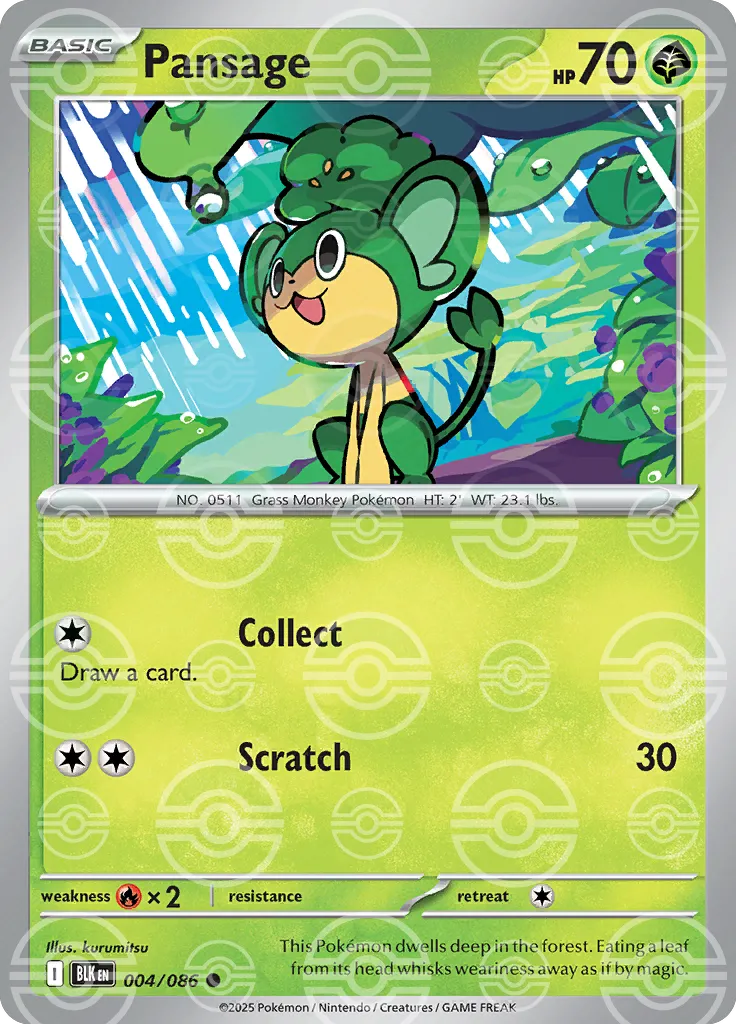 BASIC
Pansage
HP 70
NO. 0511 Grass Monkey Pokémon HT: 2' WT: 23.1 lbs.
Collect
Draw a card.
Scratch 30
weakness ×2 resistance retreat
Illus. kurumitsu
This Pokémon dwells deep in the forest. Eating a leaf
from its head whisks weariness away as if by magic.
I BLK EN 004/086
©2025 Pokémon / Nintendo / Creatures / GAME FREAK